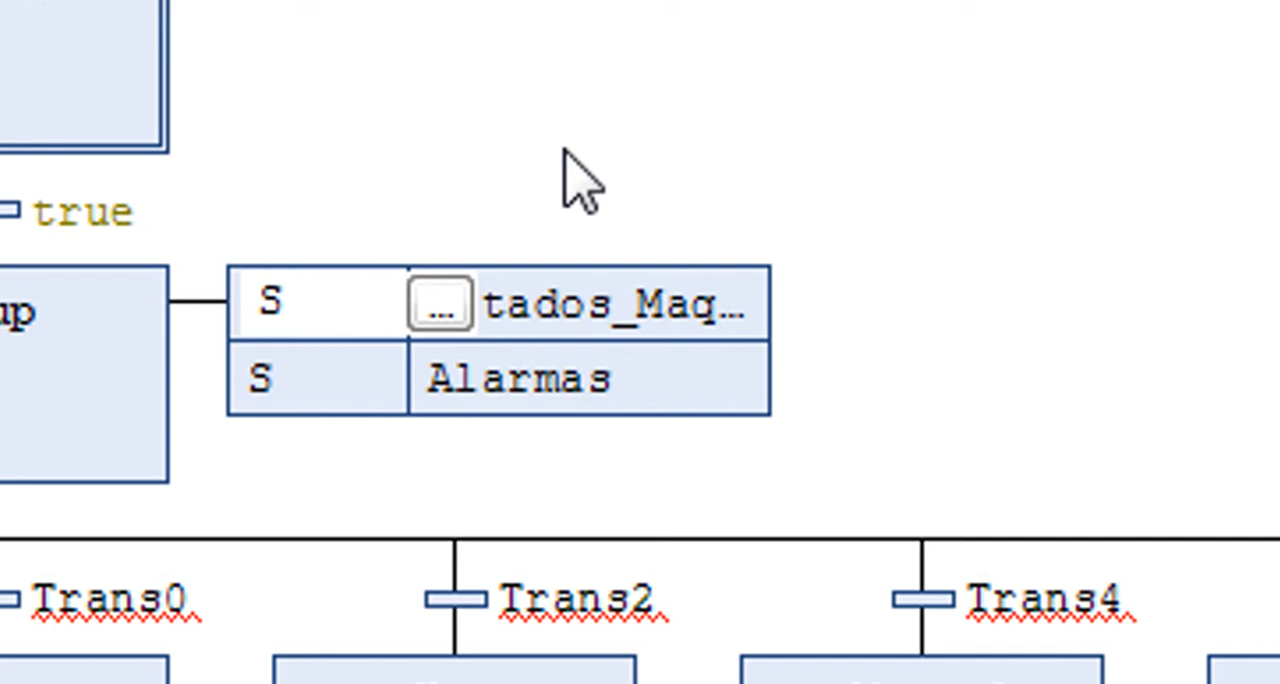 true
up
S ... tados_Maq...
S Alarmas
Trans0 Trans2 Trans4